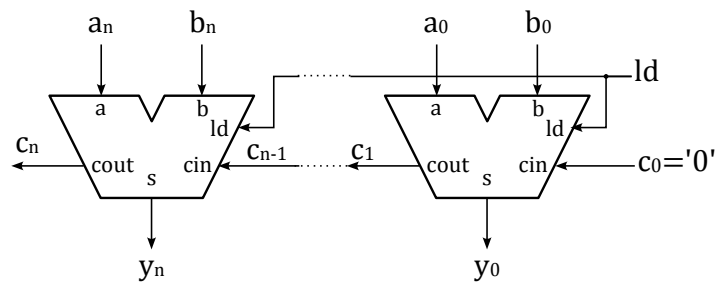 aₙ bₙ a₀ b₀
ld
a b a b
ld ld
cₙ cout cin cₙ₋₁ c₁ cout cin c₀='0'
s s
yₙ y₀